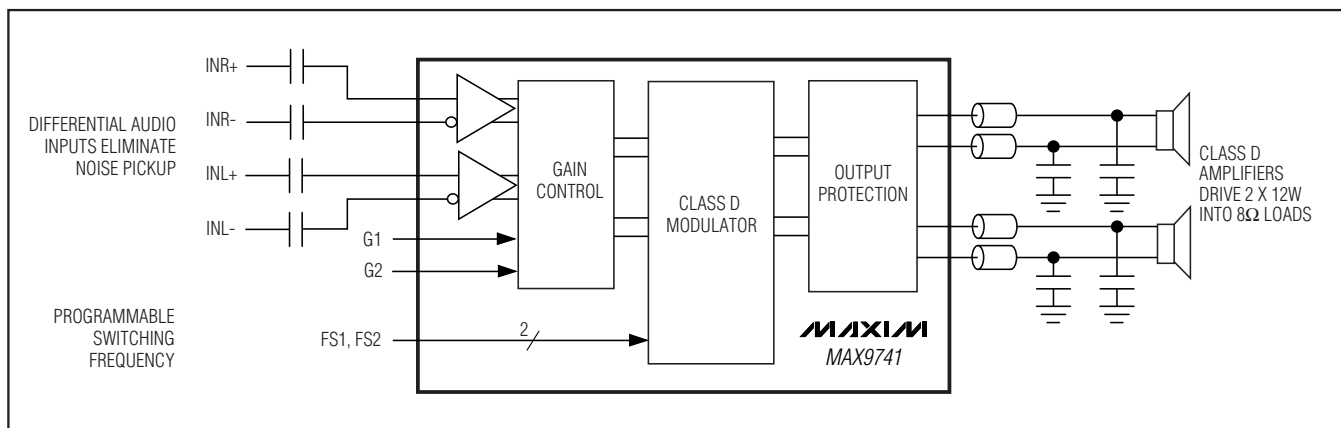 INR+
INR-
INL+
INL-
DIFFERENTIAL AUDIO
INPUTS ELIMINATE
NOISE PICKUP
G1
G2
PROGRAMMABLE
SWITCHING
FREQUENCY
FS1, FS2
2
GAIN
CONTROL
CLASS D
MODULATOR
OUTPUT
PROTECTION
MAXIM
MAX9741
CLASS D
AMPLIFIERS
DRIVE 2 X 12W
INTO 8Ω LOADS